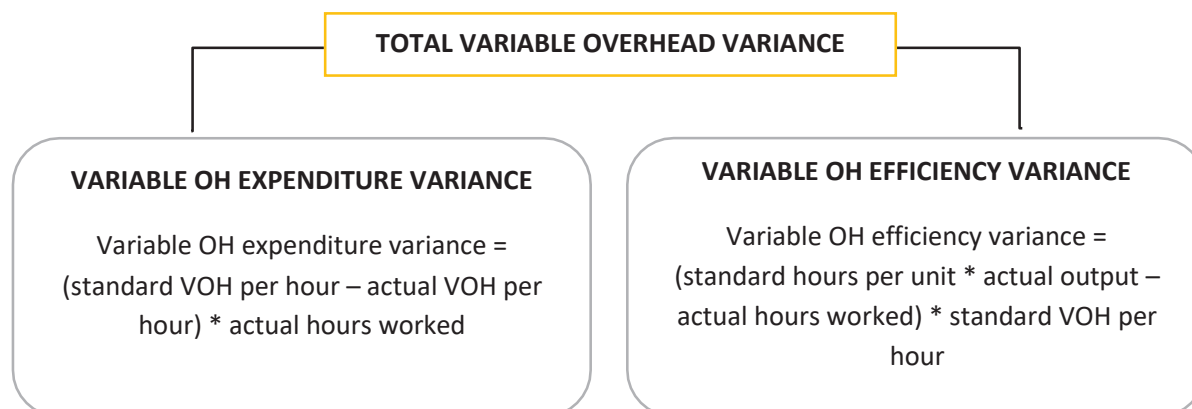 TOTAL VARIABLE OVERHEAD VARIANCE
VARIABLE OH EXPENDITURE VARIANCE
Variable OH expenditure variance =
(standard VOH per hour – actual VOH per
hour) * actual hours worked
VARIABLE OH EFFICIENCY VARIANCE
Variable OH efficiency variance =
(standard hours per unit * actual output –
actual hours worked) * standard VOH per
hour